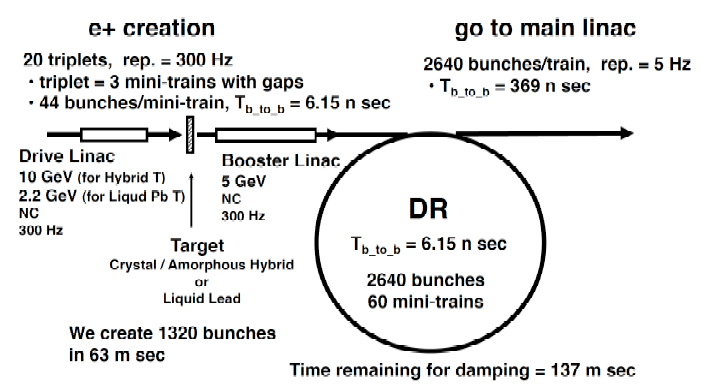 e+ creation
20 triplets, rep. = 300 Hz
• triplet = 3 mini-trains with gaps
• 44 bunches/mini-train, Tb_to_b = 6.15 n sec
go to main linac
2640 bunches/train, rep. = 5 Hz
• Tb_to_b = 369 n sec
Drive Linac
10 GeV (for Hybrid T)
2.2 GeV (for Liqud Pb T)
NC
300 Hz
Booster Linac
5 GeV
NC
300 Hz
Target
Crystal / Amorphous Hybrid
or
Liquid Lead
DR
Tb_to_b = 6.15 n sec
2640 bunches
60 mini-trains
We create 1320 bunches
in 63 m sec
Time remaining for damping = 137 m sec